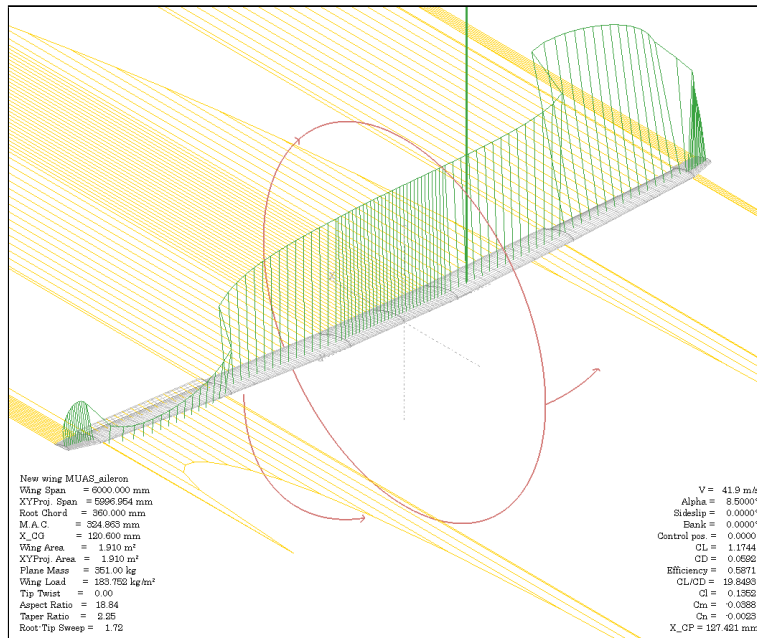 New wing MUAS_aileron
Wing Span = 6000.000 mm
XYProj. Span = 5996.954 mm
Root Chord = 360.000 mm
M.A.C. = 324.863 mm
X_CG = 120.600 mm
Wing Area = 1.910 m²
XYProj. Area = 1.910 m²
Plane Mass = 351.00 kg
Wing Load = 183.752 kg/m²
Tip Twist = 0.00
Aspect Ratio = 18.84
Taper Ratio = 2.25
Root-Tip Sweep = 1.72
V = 41.9 m/s
Alpha = 8.5000°
Sideslip = 0.0000°
Bank = 0.0000°
Control pos. = 0.0000
CL = 1.1744
CD = 0.0592
Efficiency = 0.5871
CL/CD = 19.8493
Cl = 0.1352
Cm = -0.0388
Cn = -0.0023
X_CP = 127.421 mm